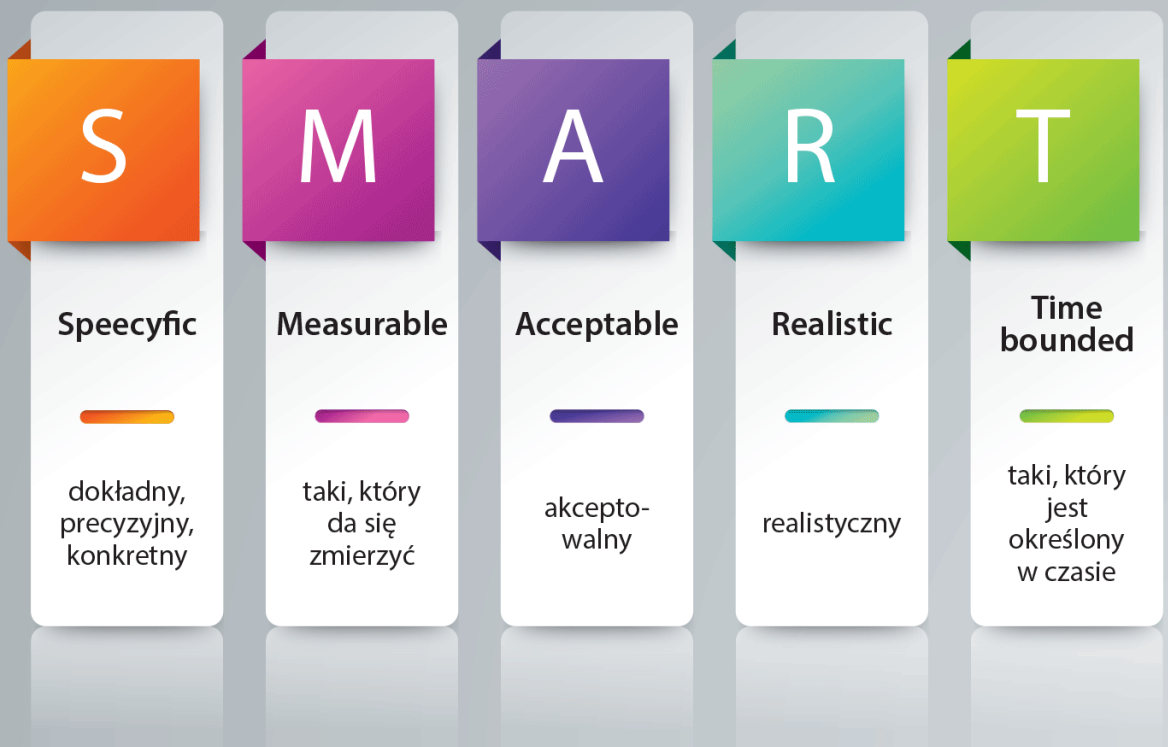 S
M
A
R
T
Speecyfic
Measurable
Acceptable
Realistic
Time
bounded
dokładny,
precyzyjny,
konkretny
taki, który
da się
zmierzyć
akcepto-
walny
realistyczny
taki, który
jest
określony
w czasie